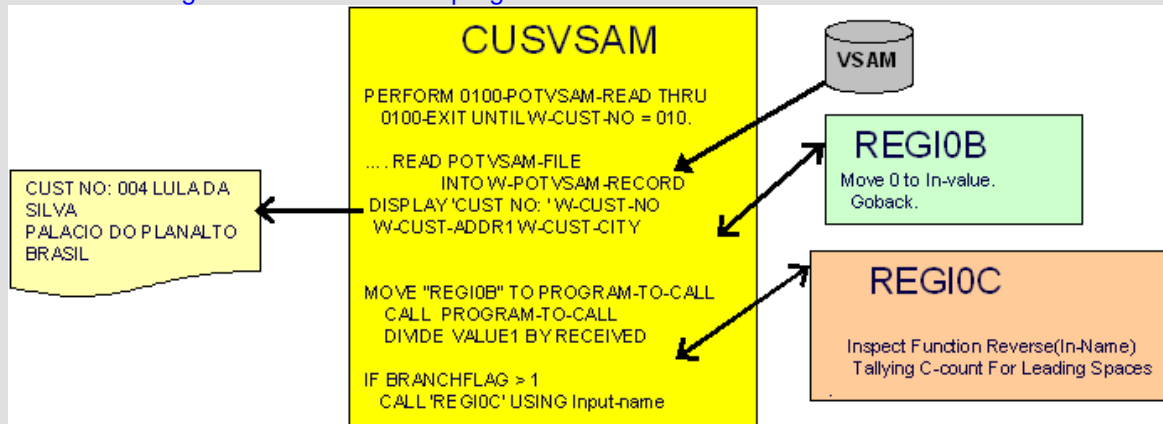 CUSVSAM
PERFORM 0100-POTVSAM-READ THRU
0100-EXIT UNTIL W-CUST-NO = 010.
.... READ POTVSAM-FILE
INTO W-POTVSAM-RECORD
DISPLAY 'CUST NO: ' W-CUST-NO
W-CUST-ADDR1 W-CUST-CITY
MOVE "REGI0B" TO PROGRAM-TO-CALL
CALL PROGRAM-TO-CALL
DIVIDE VALUE1 BY RECEIVED
IF BRANCHFLAG > 1
CALL 'REGI0C' USING Input-name
CUST NO: 004 LULA DA
SILVA
PALACIO DO PLANALTO
BRASIL
VSAM
REGI0B
Move 0 to In-value.
Goback.
REGI0C
Inspect Function Reverse(In-Name)
Tallying C-count For Leading Spaces
.